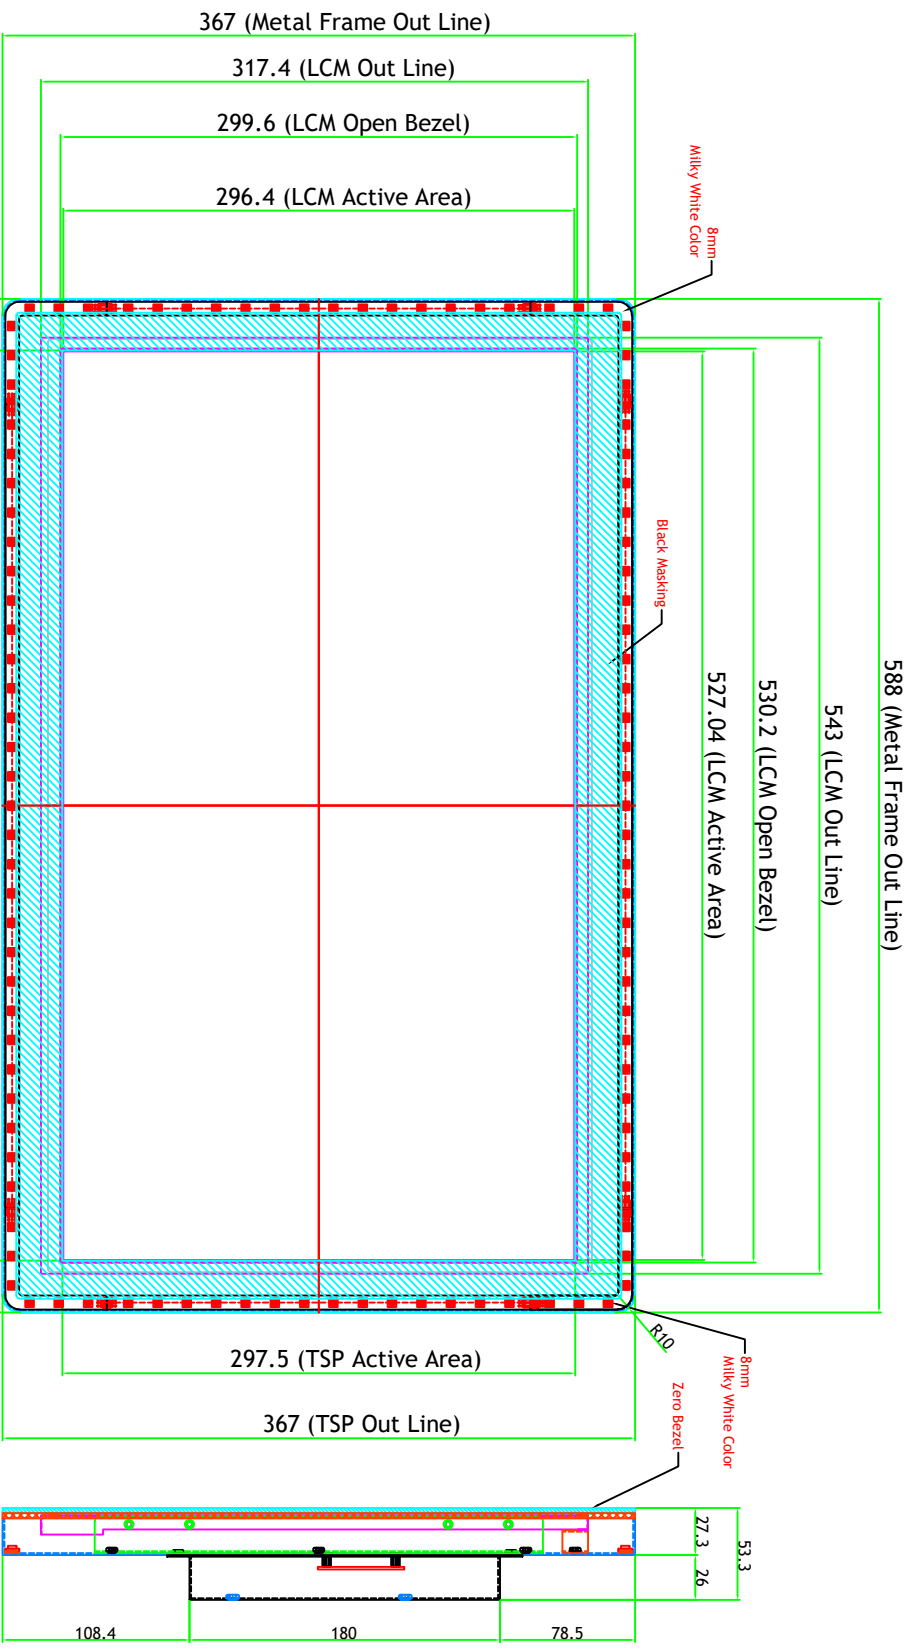 367 (Metal Frame Out Line)
317.4 (LCM Out Line)
299.6 (LCM Open Bezel)
296.4 (LCM Active Area)
8mm
Milky White Color
Black Masking
588 (Metal Frame Out Line)
543 (LCM Out Line)
530.2 (LCM Open Bezel)
527.04 (LCM Active Area)
R10
8mm
Milky White Color
297.5 (TSP Active Area)
367 (TSP Out Line)
Zero Bezel
27.3
53.3
26
108.4
180
78.5